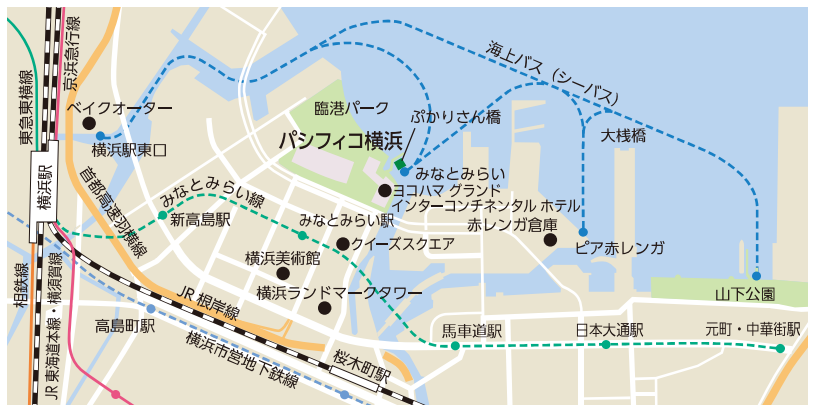 京浜急行線
東急東横線
海上バス（シーバス）
ベイクオーター
臨港パーク
ぷかりさん橋
大桟橋
横浜駅東口
パシフィコ横浜
横浜駅
首都高速羽横線
みなとみらい線
みなとみらい
ヨコハマ グランド
インターコンチネンタル ホテル
新高島駅
みなとみらい駅
赤レンガ倉庫
クイーズスクエア
ピア赤レンガ
横浜美術館
相鉄線
JR 東海道本線・横須賀線
横浜ランドマークタワー
山下公園
JR 根岸線
高島町駅
横浜市営地下鉄線
馬車道駅
日本大通駅
元町・中華街駅
桜木町駅